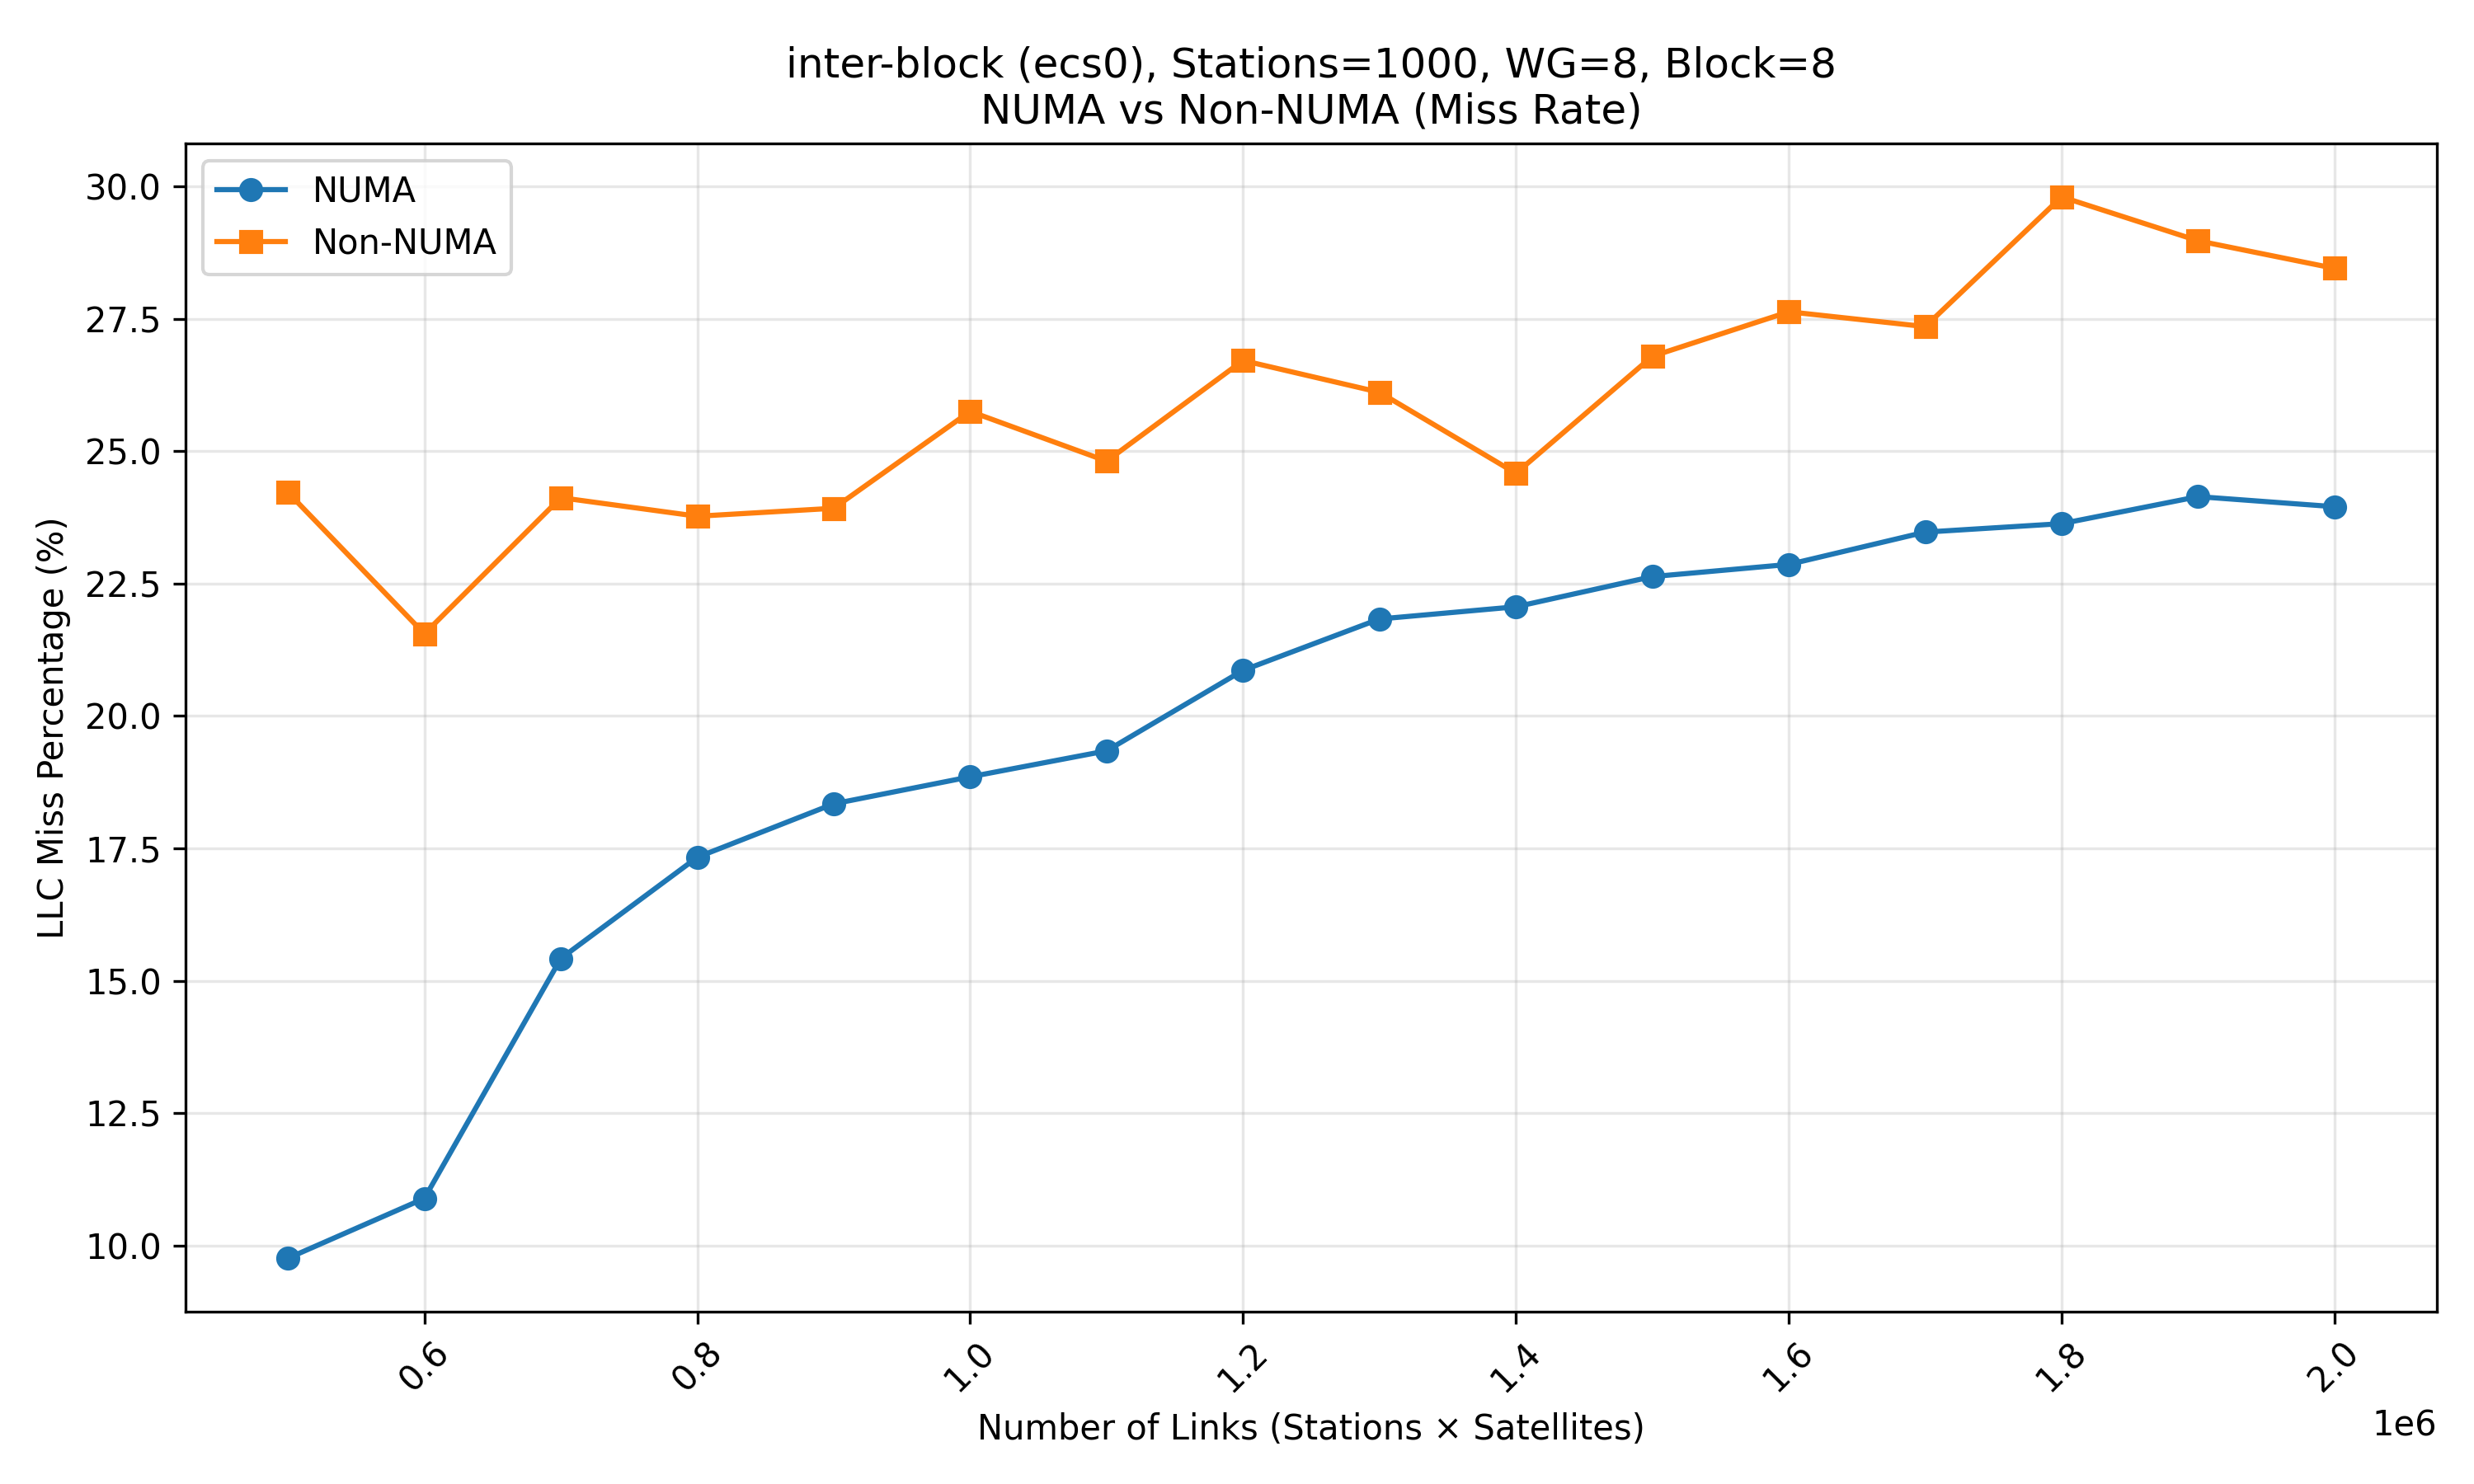 inter-block (ecs0), Stations=1000, WG=8, Block=8
NUMA vs Non-NUMA (Miss Rate)
NUMA
Non-NUMA
LLC Miss Percentage (%)
30.0
27.5
25.0
22.5
20.0
17.5
15.0
12.5
10.0
0.6
0.8
1.0
1.2
1.4
1.6
1.8
2.0
1e6
Number of Links (Stations × Satellites)